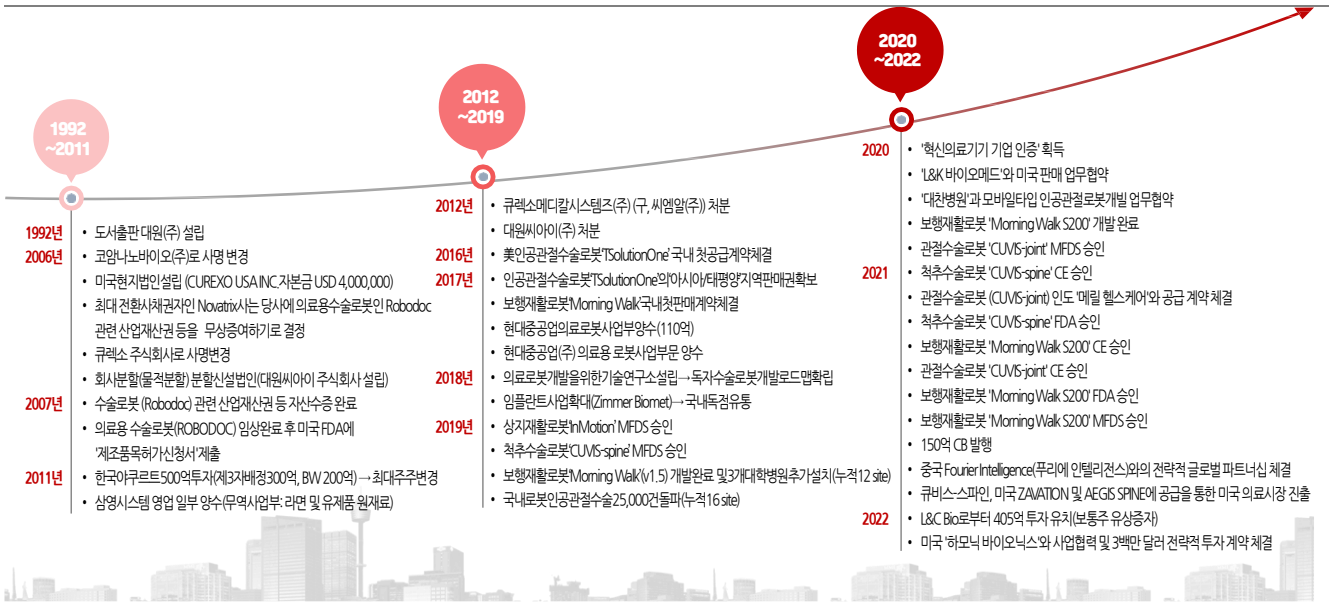 1992
~2011
1992년 • 도서출판 대원(주) 설립
2006년 • 코암나노바이오(주)로 사명 변경
• 미국현지법인설립 (CUREXO USA INC.자본금 USD 4,000,000)
• 최대 전환사채권자인 Novatrix사는 당사에 의료용수술로봇인 Robodoc
관련 산업재산권 등을 무상증여하기로 결정
• 큐렉소 주식회사로 사명변경
• 회사분할(물적분할) 분할신설법인(대원씨아이 주식회사 설립)
2007년 • 수술로봇 (Robodoc) 관련 산업재산권 등 자산수증 완료
• 의료용 수술로봇(ROBODOC) 임상완료 후 미국 FDA에
'제조품목허가신청서'제출
2011년 • 한국야쿠르트500억투자(제3자배정300억, BW 200억) → 최대주주변경
• 삼영시스템 영업 일부 양수(무역사업부: 라면 및 유제품 원재료)
2012
~2019
2012년 • 큐렉소메디칼시스템즈(주) (구, 씨엠알(주)) 처분
• 대원씨아이(주) 처분
2016년 • 美인공관절수술로봇'TSolutionOne' 국내 첫공급계약체결
2017년 • 인공관절수술로봇'TSolutionOne'의'아시아/태평양'지역판매권확보
• 보행재활로봇'Morning Walk'국내첫판매계약체결
• 현대중공업의료로봇사업부양수(110억)
• 현대중공업(주) 의료용 로봇사업부문 양수
2018년 • 의료로봇개발을위한기술연구소설립→독자수술로봇개발로드맵확립
• 임플란트사업확대(Zimmer Biomet)→ 국내독점유통
2019년 • 상지재활로봇'InMotion' MFDS 승인
• 척추수술로봇'CUVIS-spine' MFDS 승인
• 보행재활로봇'Morning Walk'(v1.5) 개발완료 및3개대학병원추가설치(누적12 site)
• 국내로봇인공관절수술25,000건돌파(누적16 site)
2020
~2022
2020 • '혁신의료기기 기업 인증' 획득
• 'L&K 바이오메드'와 미국 판매 업무협약
• '대찬병원'과 모바일타입 인공관절로봇개빌 업무협약
• 보행재활로봇 'Morning Walk S200' 개발 완료
• 관절수술로봇 'CUVIS-joint' MFDS 승인
2021 • 척추수술로봇 'CUVIS-spine' CE 승인
• 관절수술로봇 (CUVIS-joint) 인도 '메릴 헬스케어'와 공급 계약 체결
• 척추수술로봇 'CUVIS-spine' FDA 승인
• 보행재활로봇 'Morning Walk S200' CE 승인
• 관절수술로봇 'CUVIS-joint' CE 승인
• 보행재활로봇 'Morning Walk S200' FDA 승인
• 보행재활로봇 'Morning Walk S200' MFDS 승인
• 150억 CB 발행
• 중국 Fourier Intelligence(푸리에 인텔리전스)와의 전략적 글로벌 파트너십 체결
• 큐비스-스파인, 미국 ZAVATION 및 AEGIS SPINE에 공급을 통한 미국 의료시장 진출
2022 • L&C Bio로부터 405억 투자 유치(보통주 유상증자)
• 미국 '하모닉 바이오닉스'와 사업협력 및 3백만 달러 전략적 투자 계약 체결